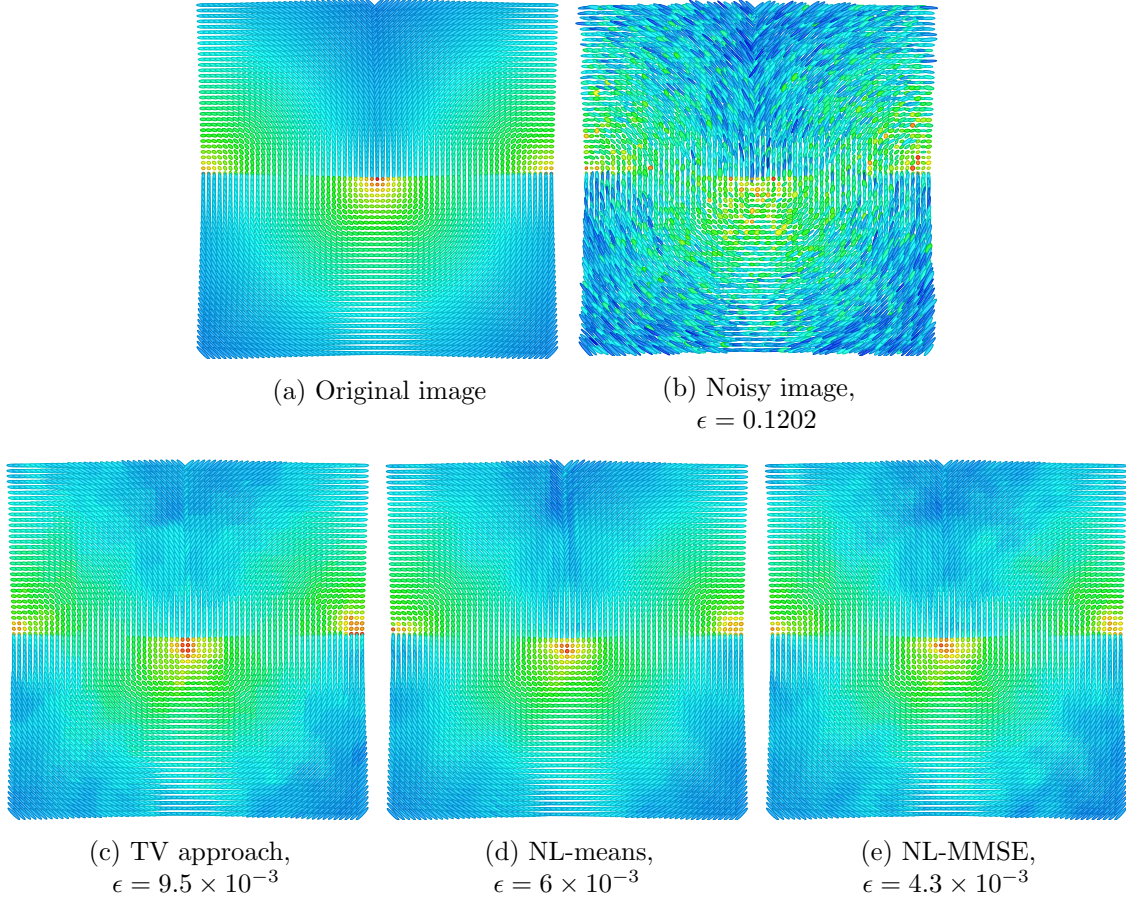 (a) Original image
(b) Noisy image,
ϵ = 0.1202
(c) TV approach,
ϵ = 9.5 × 10⁻³
(d) NL-means,
ϵ = 6 × 10⁻³
(e) NL-MMSE,
ϵ = 4.3 × 10⁻³